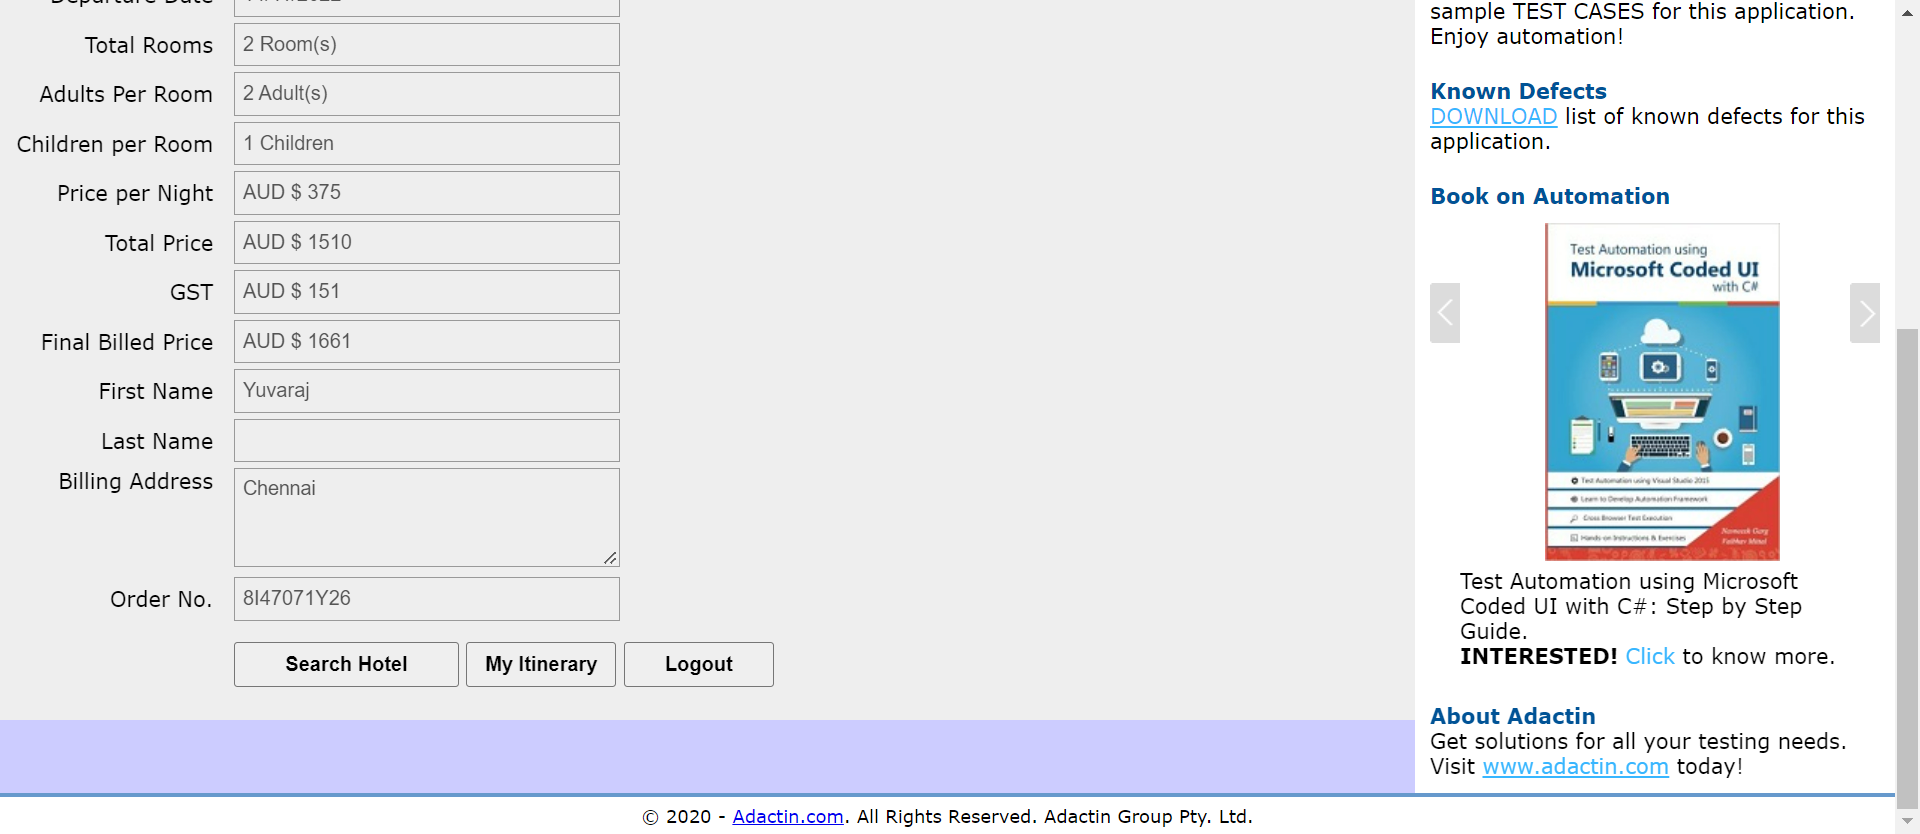 Departure Date
Total Rooms 2 Room(s)
Adults Per Room 2 Adult(s)
Children per Room 1 Children
Price per Night AUD $ 375
Total Price AUD $ 1510
GST AUD $ 151
Final Billed Price AUD $ 1661
First Name Yuvaraj
Last Name
Billing Address Chennai
Order No. 8I47071Y26
Search Hotel My Itinerary Logout
sample TEST CASES for this application.
Enjoy automation!
Known Defects
DOWNLOAD list of known defects for this
application.
Book on Automation
Test Automation using
Microsoft Coded UI
with C#
Test Automation using Visual Studio 2015
Learn to Develop Automation Framework
Cross Browser Test Execution
Hands-on Instructions & Exercises
Test Automation using Microsoft
Coded UI with C#: Step by Step
Guide.
INTERESTED! Click to know more.
About Adactin
Get solutions for all your testing needs.
Visit www.adactin.com today!
© 2020 - Adactin.com. All Rights Reserved. Adactin Group Pty. Ltd.